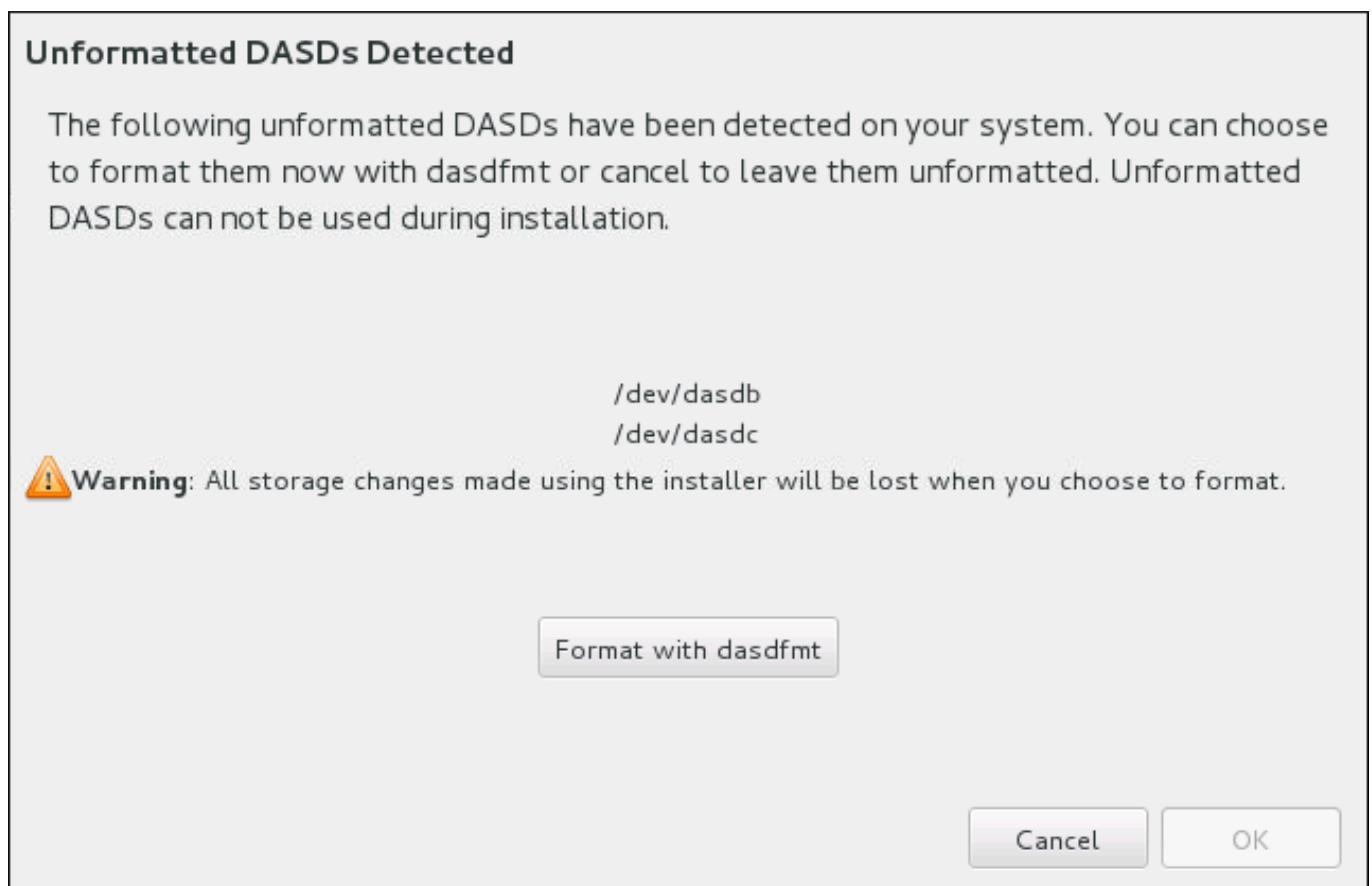 Unformatted DASDs Detected
The following unformatted DASDs have been detected on your system. You can choose
to format them now with dasdfmt or cancel to leave them unformatted. Unformatted
DASDs can not be used during installation.
/dev/dasdb
/dev/dasdc
Warning: All storage changes made using the installer will be lost when you choose to format.
Format with dasdfmt
Cancel
OK